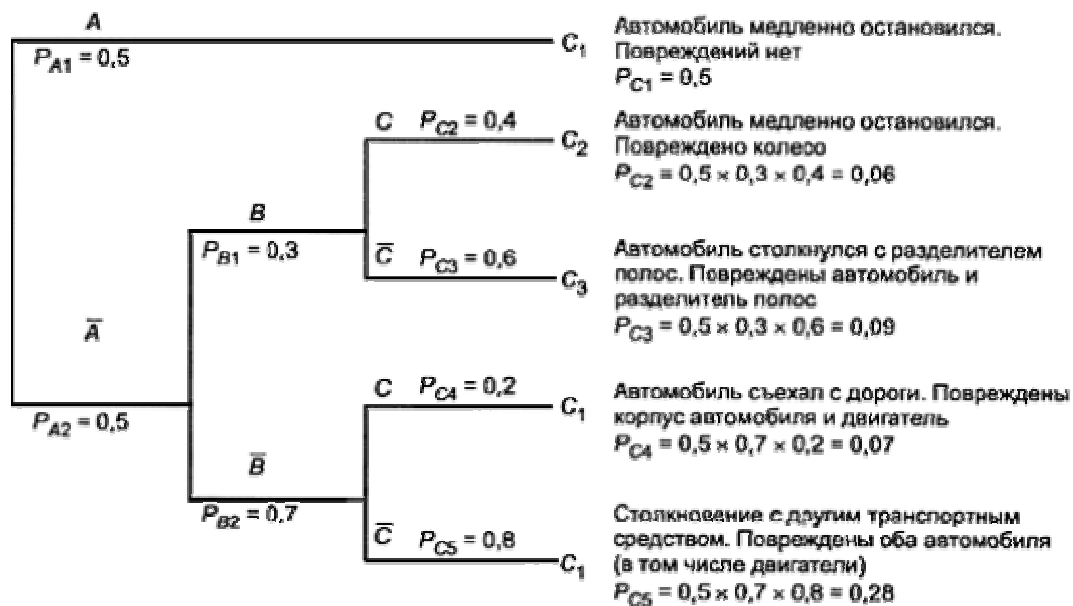 A
P_A1 = 0,5
C_1
Автомобиль медленно остановился.
Повреждений нет
P_C1 = 0,5
C P_C2 = 0,4
C_2
Автомобиль медленно остановился.
Повреждено колесо
P_C2 = 0,5 × 0,3 × 0,4 = 0,06
B
P_B1 = 0,3
C̅ P_C3 = 0,6
C_3
Автомобиль столкнулся с разделителем
полос. Повреждены автомобиль и
разделитель полос
P_C3 = 0,5 × 0,3 × 0,6 = 0,09
A̅
P_A2 = 0,5
C P_C4 = 0,2
C_1
Автомобиль съехал с дороги. Повреждены
корпус автомобиля и двигатель
P_C4 = 0,5 × 0,7 × 0,2 = 0,07
B̅
P_B2 = 0,7
C̅ P_C5 = 0,8
C_1
Столкновение с другим транспортным
средством. Повреждены оба автомобиля
(в том числе двигатели)
P_C5 = 0,5 × 0,7 × 0,8 = 0,28